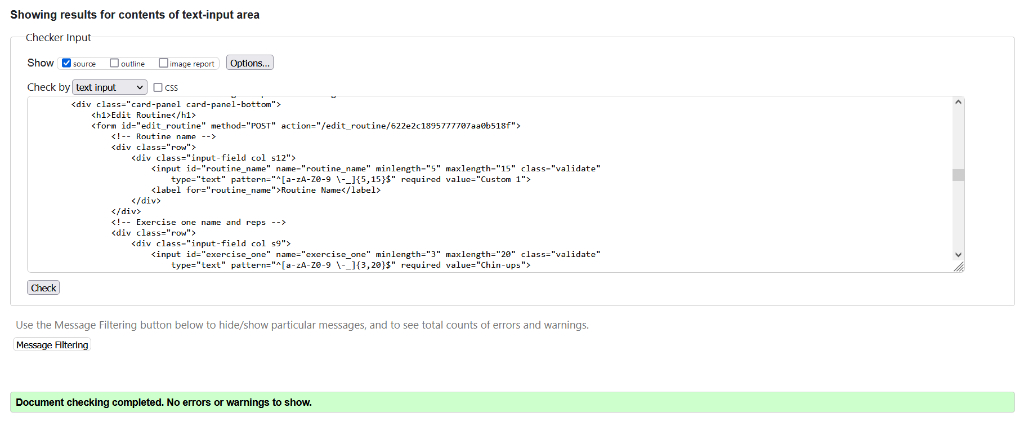 Showing results for contents of text-input area
Checker Input
Show source outline image report Options...
Check by text input css
<div class="card-panel card-panel-bottom">
<h1>Edit Routine</h1>
<form id="edit_routine" method="POST" action="/edit_routine/622e2c1895777707aa0b518f">
<!-- Routine name -->
<div class="row">
<div class="input-field col s12">
<input id="routine_name" name="routine_name" minlength="5" maxlength="15" class="validate"
type="text" pattern="^[a-zA-Z0-9 \-_]{5,15}$" required value="Custom 1">
<label for="routine_name">Routine Name</label>
</div>
</div>
<!-- Exercise one name and reps -->
<div class="row">
<div class="input-field col s9">
<input id="exercise_one" name="exercise_one" minlength="3" maxlength="20" class="validate"
type="text" pattern="^[a-zA-Z0-9 \-_]{3,20}$" required value="Chin-ups">
Check
Use the Message Filtering button below to hide/show particular messages, and to see total counts of errors and warnings.
Message Filtering
Document checking completed. No errors or warnings to show.